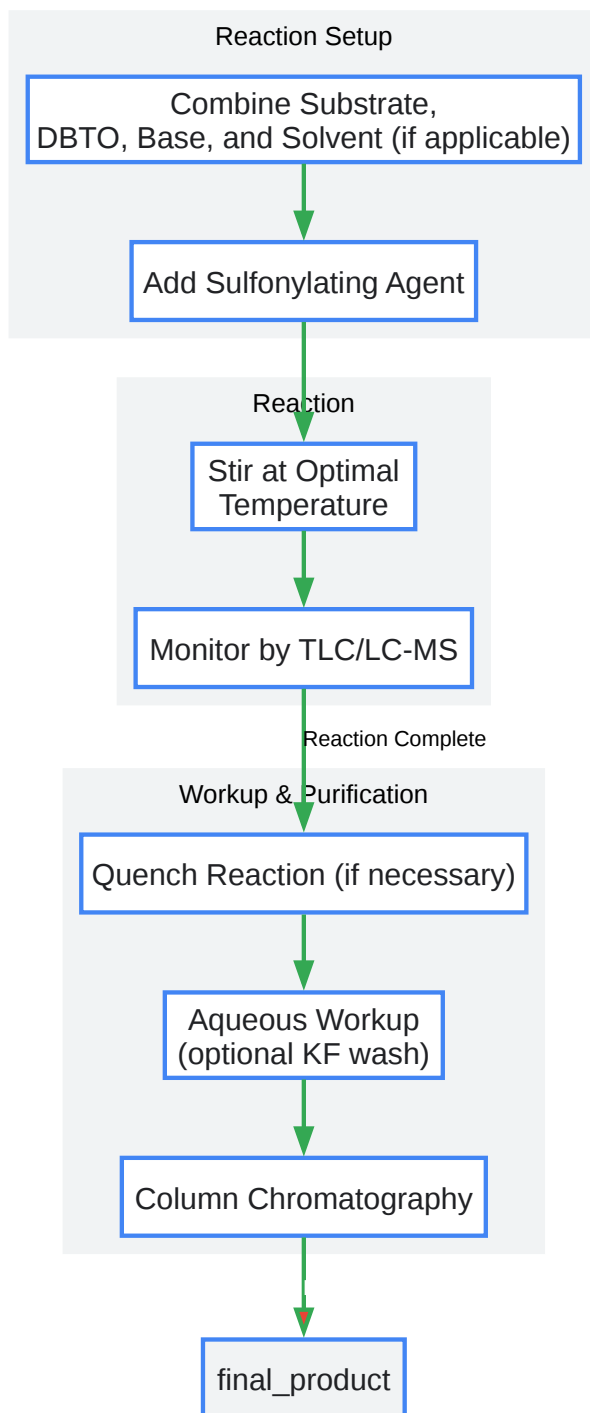 Reaction Setup
Combine Substrate,
DBTO, Base, and Solvent (if applicable)
Add Sulfonylating Agent
Reaction
Stir at Optimal
Temperature
Monitor by TLC/LC-MS
Reaction Complete
Workup & Purification
Quench Reaction (if necessary)
Aqueous Workup
(optional KF wash)
Column Chromatography
final_product